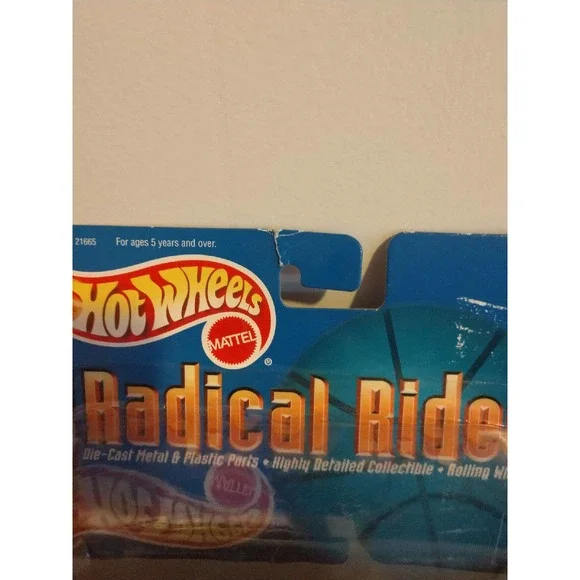 21665 For ages 5 years and over.
HOT WHEELS
MATTEL
®
Radical Ride
Die-Cast Metal & Plastic Parts • Highly Detailed Collectible • Rolling Wh